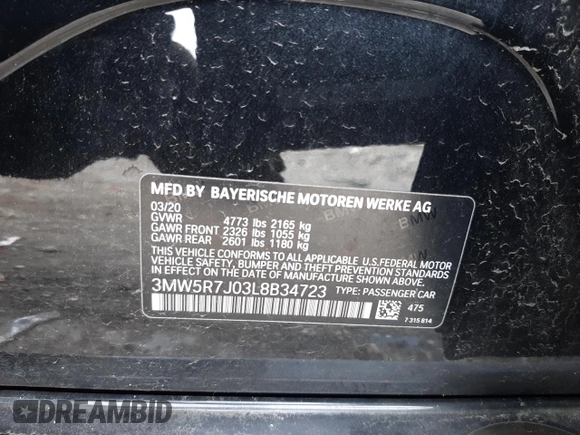 MFD BY BAYERISCHE MOTOREN WERKE AG
03/20
GVWR 4773 lbs 2165 kg
GAWR FRONT 2326 lbs 1055 kg
GAWR REAR 2601 lbs 1180 kg
THIS VEHICLE CONFORMS TO ALL APPLICABLE U.S.FEDERAL MOTOR
VEHICLE SAFETY, BUMPER AND THEFT PREVENTION STANDARDS
IN EFFECT ON THE DATE OF MANUFACTURE SHOWN ABOVE.
3MW5R7J03L8B34723 TYPE: PASSENGER CAR
475
7 315 814
DREAMBID